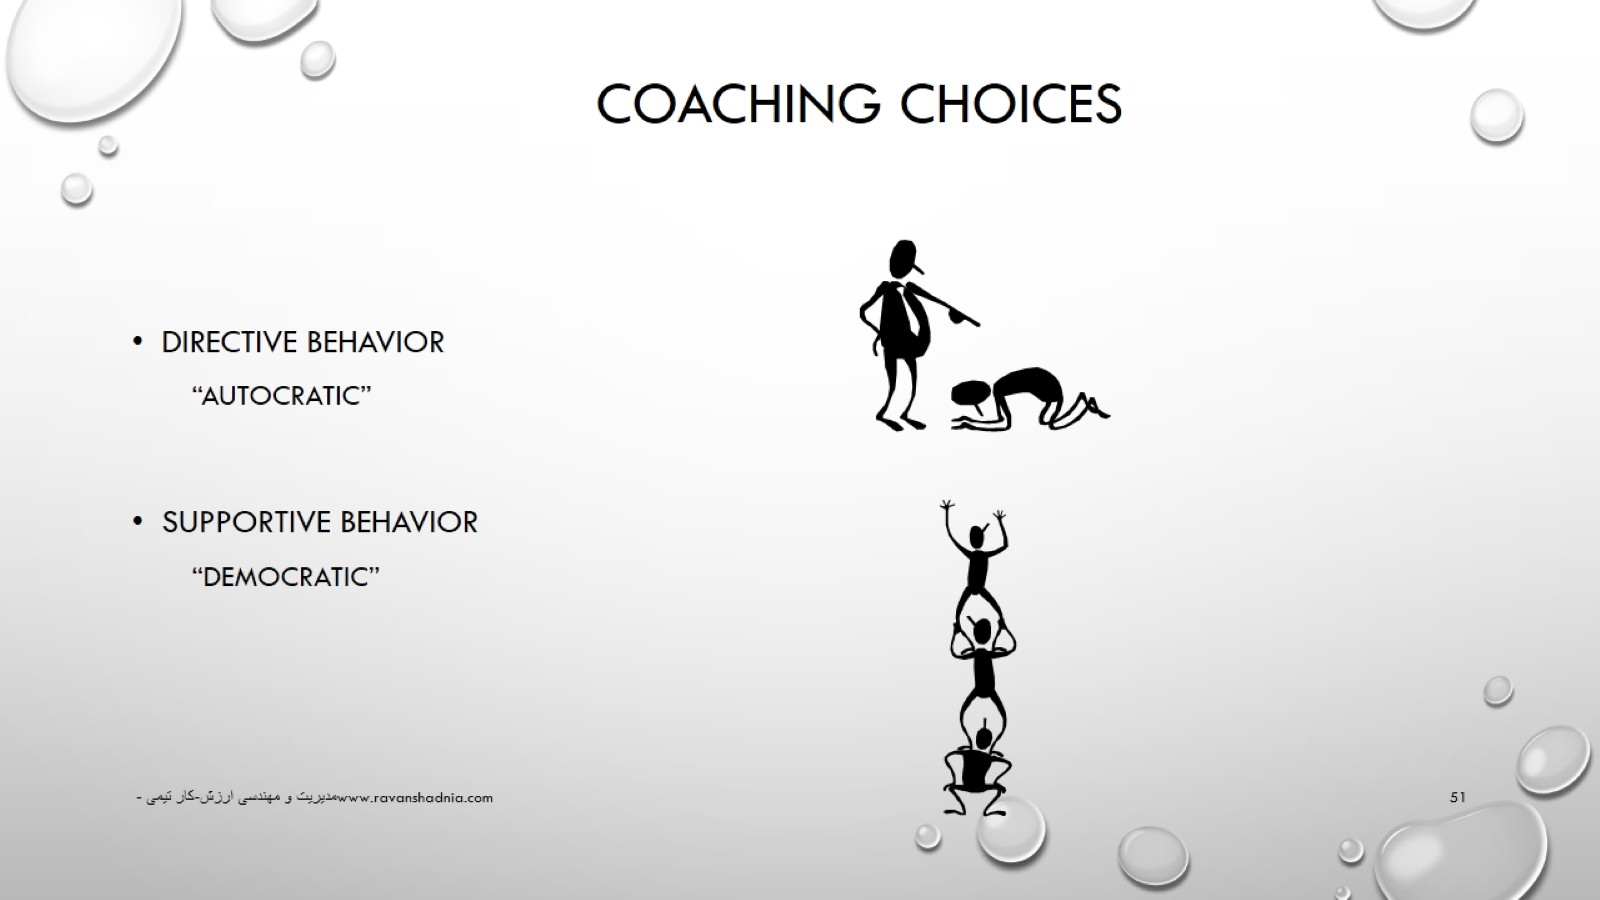 COACHING CHOICES
• DIRECTIVE BEHAVIOR
“AUTOCRATIC”
• SUPPORTIVE BEHAVIOR
“DEMOCRATIC”
مدیریت و مهندسی ارزش-کار تیمی - www.ravanshadnia.com
51